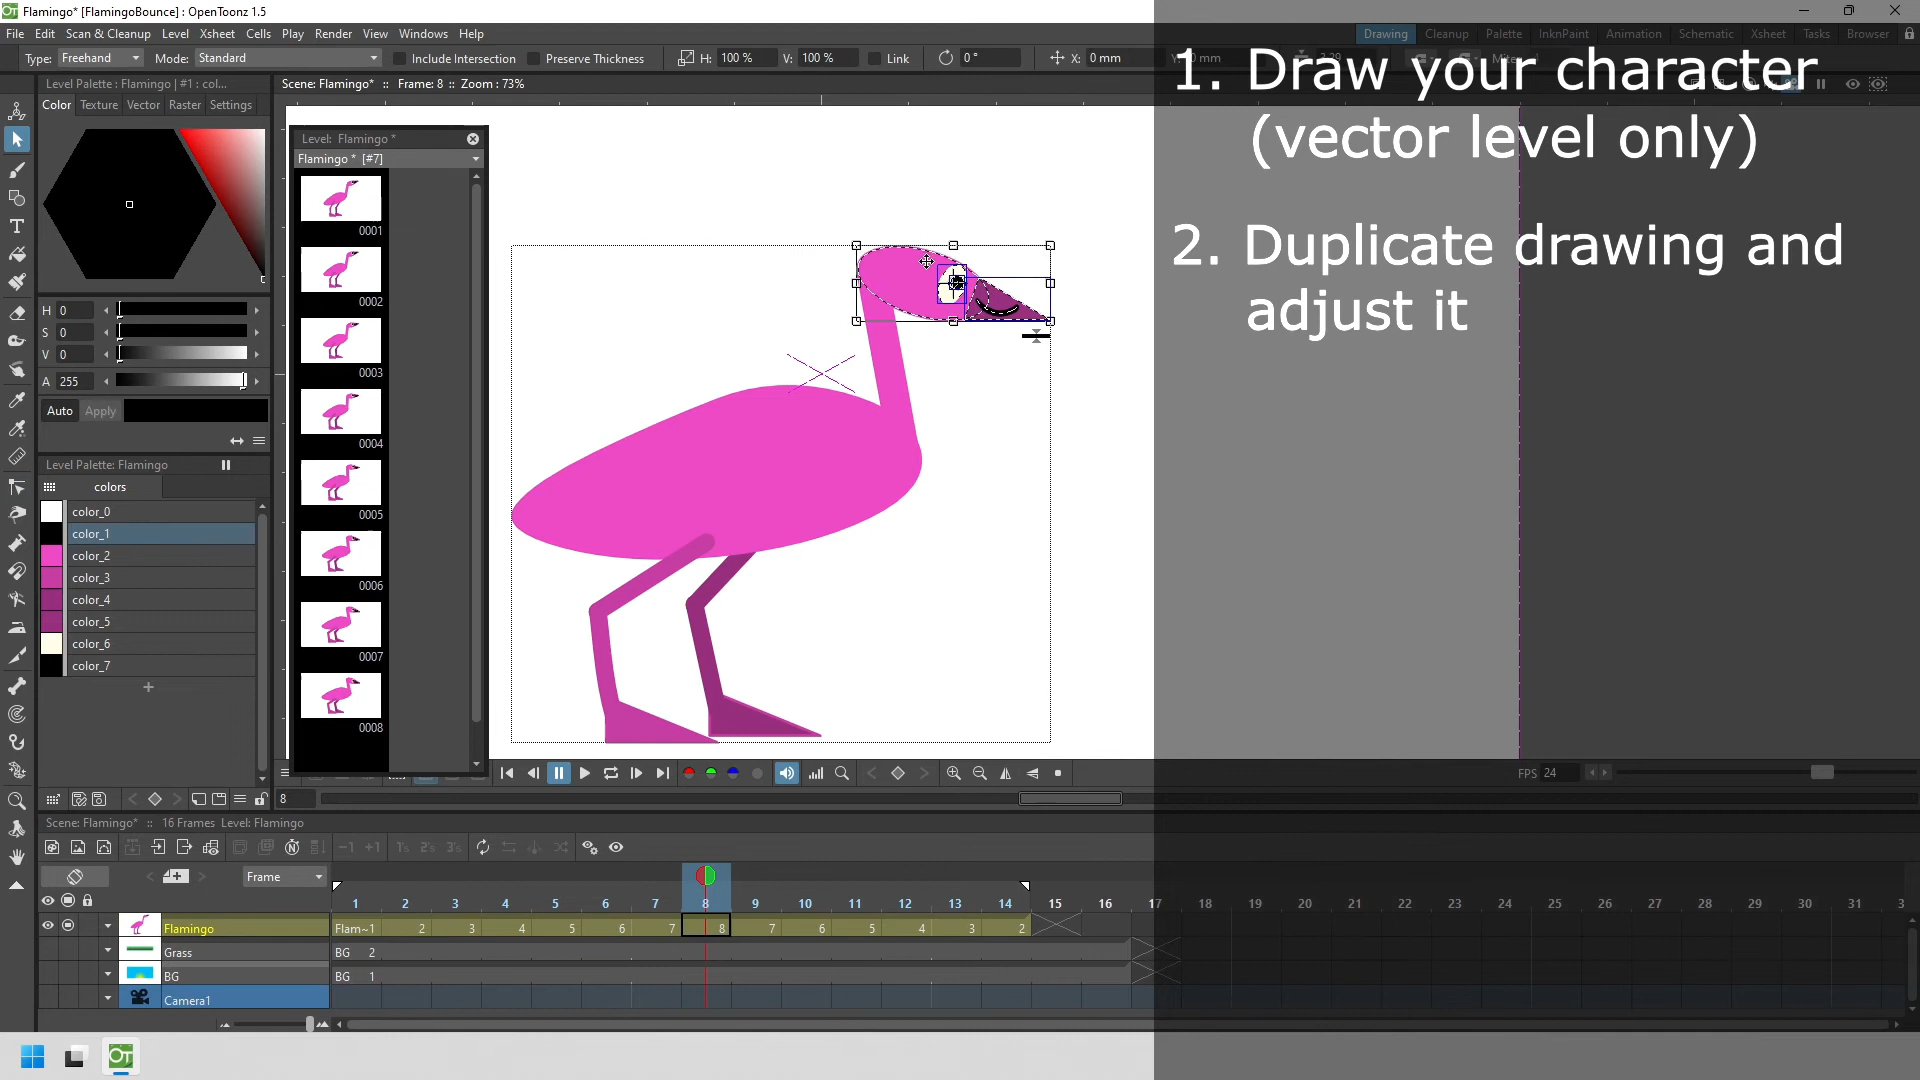 Flamingo* [FlamingoBounce] : OpenToonz 1.5
File Edit Scan & Cleanup Level Xsheet Cells Play Render View Windows Help
Drawing Cleanup Palette InknPaint Animation Schematic Xsheet Tasks Browser
Type: Freehand Mode: Standard Include Intersection Preserve Thickness H: 100 % V: 100 % Link 0 ° X: 0 mm
Level Palette: Flamingo | #1 : col...
Scene: Flamingo* :: Frame: 8 :: Zoom : 73%
Color Texture Vector Raster Settings
1. Draw your character
(vector level only)
2. Duplicate drawing and
adjust it
Level: Flamingo *
Flamingo * [#7]
0001
0002
0003
0004
0005
0006
0007
0008
H 0
S 0
V 0
A 255
Auto Apply
Level Palette: Flamingo
colors
color_0
color_1
color_2
color_3
color_4
color_5
color_6
color_7
FPS 24
8
Scene: Flamingo* :: 16 Frames Level: Flamingo
-1 +1 1's 2's 3's
Frame
1 2 3 4 5 6 7 8 9 10 11 12 13 14 15 16 17 18 19 20 21 22 23 24 25 26 27 28 29 30 31 3
Flamingo Flam~1 2 3 4 5 6 7 8 7 6 5 4 3 2
Grass BG 2
BG BG 1
Camera1
OT